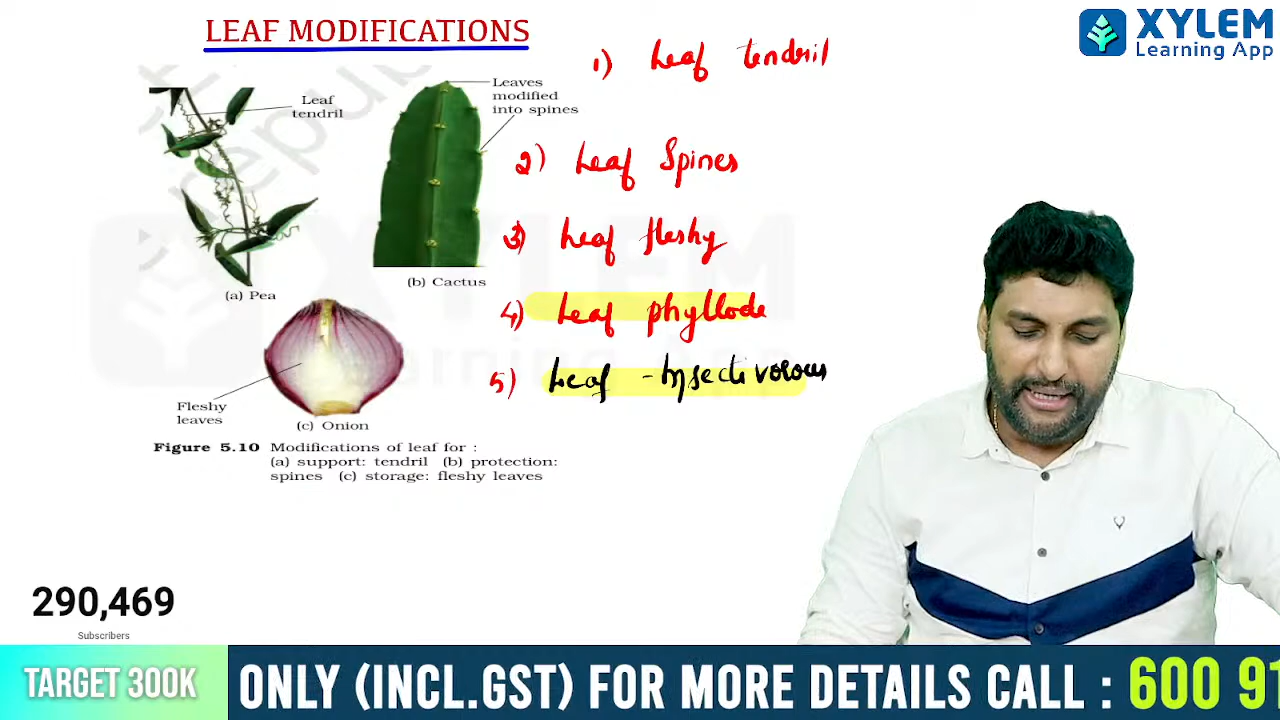 LEAF MODIFICATIONS
XYLEM
Learning App
1) Leaf tendril
Leaf
tendril
Leaves
modified
into spines
2) Leaf Spines
3) Leaf fleshy
(a) Pea
(b) Cactus
4) Leaf phyllode
5) Leaf - Insectivorous
Fleshy
leaves
(c) Onion
Figure 5.10 Modifications of leaf for :
(a) support: tendril (b) protection:
spines (c) storage: fleshy leaves
290,469
Subscribers
TARGET 300K
ONLY (INCL.GST) FOR MORE DETAILS CALL : 600 91
XYLEM
Learning App